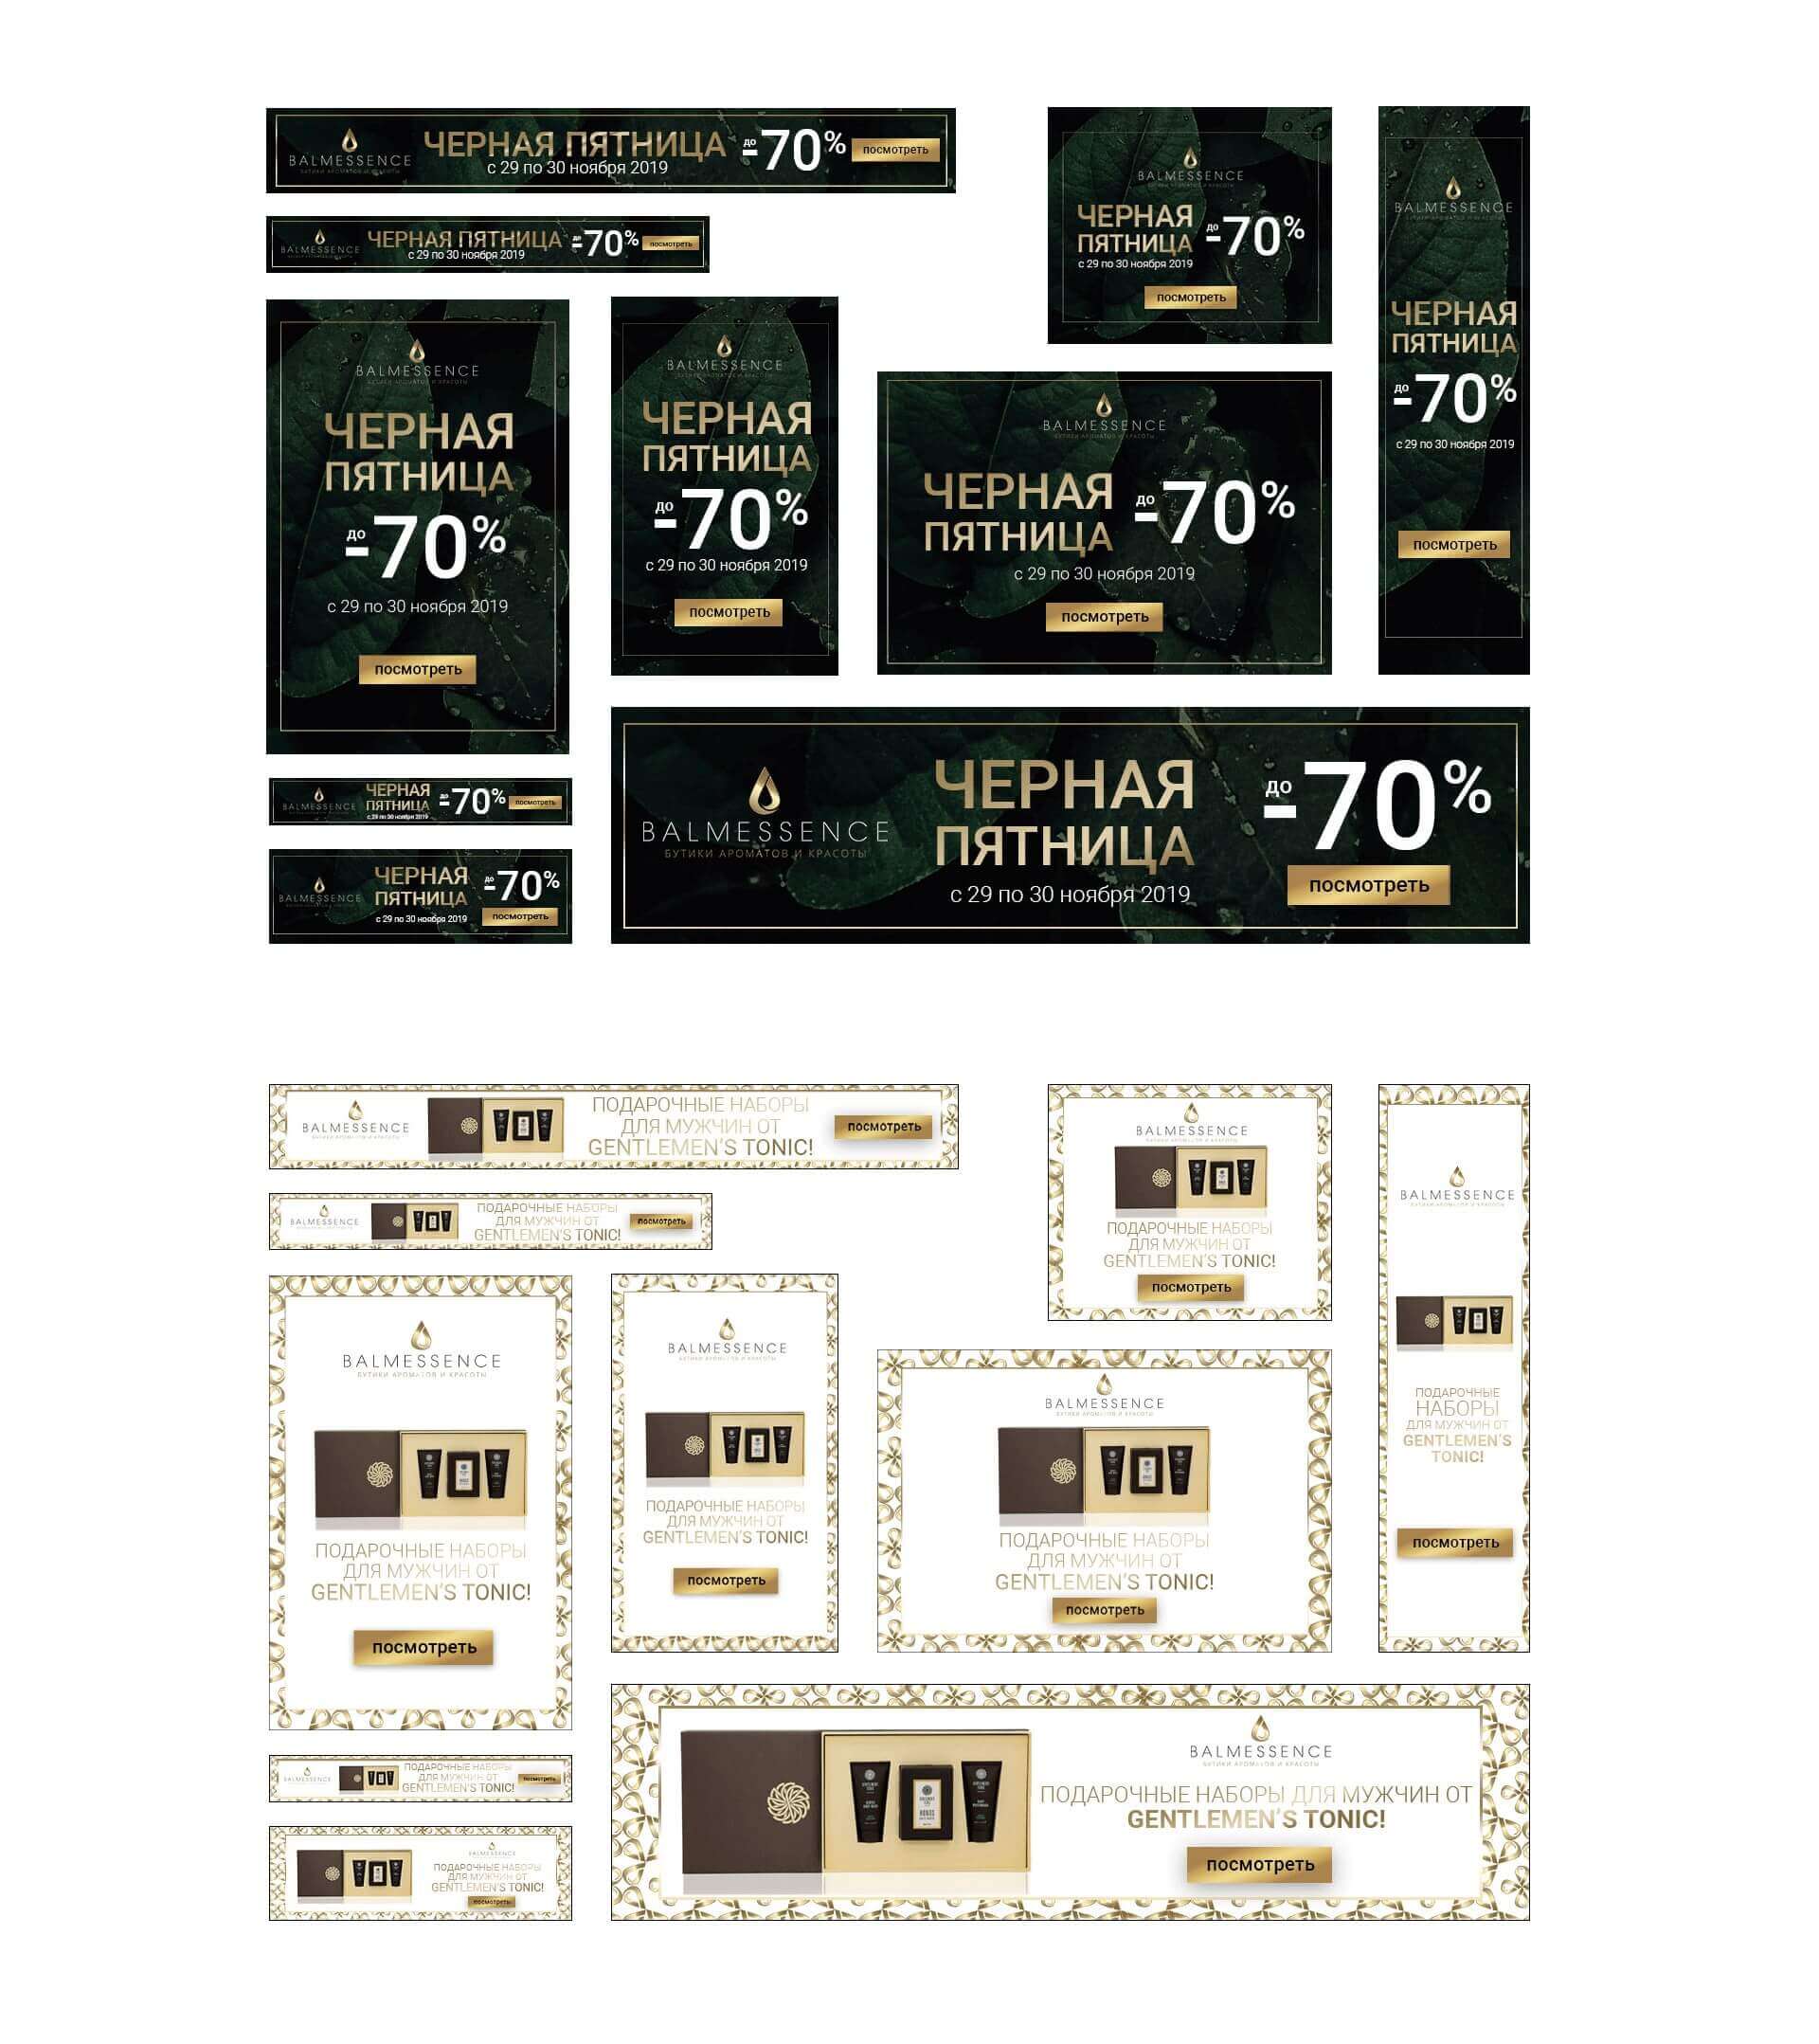 BALMESSENCE
БУТИКИ АРОМАТОВ И КРАСОТЫ
ЧЕРНАЯ ПЯТНИЦА
с 29 по 30 ноября 2019
до
-70%
посмотреть
BALMESSENCE
ЧЕРНАЯ ПЯТНИЦА
с 29 по 30 ноября 2019
до
-70%
посмотреть
BALMESSENCE
БУТИКИ АРОМАТОВ И КРАСОТЫ
ЧЕРНАЯ
ПЯТНИЦА
до
-70%
с 29 по 30 ноября 2019
посмотреть
BALMESSENCE
БУТИКИ АРОМАТОВ И КРАСОТЫ
ЧЕРНАЯ
ПЯТНИЦА
до
-70%
с 29 по 30 ноября 2019
посмотреть
BALMESSENCE
БУТИКИ АРОМАТОВ И КРАСОТЫ
ЧЕРНАЯ
ПЯТНИЦА
до
-70%
с 29 по 30 ноября 2019
посмотреть
BALMESSENCE
БУТИКИ АРОМАТОВ И КРАСОТЫ
ЧЕРНАЯ
ПЯТНИЦА
до
-70%
с 29 по 30 ноября 2019
посмотреть
BALMESSENCE
БУТИКИ АРОМАТОВ И КРАСОТЫ
ЧЕРНАЯ
ПЯТНИЦА
до
-70%
с 29 по 30 ноября 2019
посмотреть
BALMESSENCE
ЧЕРНАЯ
ПЯТНИЦА
с 29 по 30 ноября 2019
до
-70%
посмотреть
BALMESSENCE
ЧЕРНАЯ
ПЯТНИЦА
с 29 по 30 ноября 2019
до
-70%
посмотреть
BALMESSENCE
БУТИКИ АРОМАТОВ И КРАСОТЫ
ЧЕРНАЯ
ПЯТНИЦА
с 29 по 30 ноября 2019
до
-70%
посмотреть
BALMESSENCE
БУТИКИ АРОМАТОВ И КРАСОТЫ
ПОДАРОЧНЫЕ НАБОРЫ
ДЛЯ МУЖЧИН ОТ
GENTLEMEN'S TONIC!
посмотреть
BALMESSENCE
ПОДАРОЧНЫЕ НАБОРЫ
ДЛЯ МУЖЧИН ОТ
GENTLEMEN'S TONIC!
посмотреть
BALMESSENCE
БУТИКИ АРОМАТОВ И КРАСОТЫ
ПОДАРОЧНЫЕ НАБОРЫ
ДЛЯ МУЖЧИН ОТ
GENTLEMEN'S TONIC!
посмотреть
BALMESSENCE
БУТИКИ АРОМАТОВ И КРАСОТЫ
ПОДАРОЧНЫЕ НАБОРЫ
ДЛЯ МУЖЧИН ОТ
GENTLEMEN'S TONIC!
посмотреть
BALMESSENCE
БУТИКИ АРОМАТОВ И КРАСОТЫ
ПОДАРОЧНЫЕ НАБОРЫ
ДЛЯ МУЖЧИН ОТ
GENTLEMEN'S TONIC!
посмотреть
BALMESSENCE
БУТИКИ АРОМАТОВ И КРАСОТЫ
ПОДАРОЧНЫЕ НАБОРЫ
ДЛЯ МУЖЧИН ОТ
GENTLEMEN'S TONIC!
посмотреть
BALMESSENCE
БУТИКИ АРОМАТОВ И КРАСОТЫ
ПОДАРОЧНЫЕ
НАБОРЫ
ДЛЯ МУЖЧИН ОТ
GENTLEMEN'S
TONIC!
посмотреть
BALMESSENCE
ПОДАРОЧНЫЕ НАБОРЫ
ДЛЯ МУЖЧИН ОТ
GENTLEMEN'S TONIC!
посмотреть
BALMESSENCE
ПОДАРОЧНЫЕ НАБОРЫ
ДЛЯ МУЖЧИН ОТ
GENTLEMEN'S TONIC!
посмотреть
BALMESSENCE
БУТИКИ АРОМАТОВ И КРАСОТЫ
ПОДАРОЧНЫЕ НАБОРЫ ДЛЯ МУЖЧИН ОТ
GENTLEMEN'S TONIC!
посмотреть